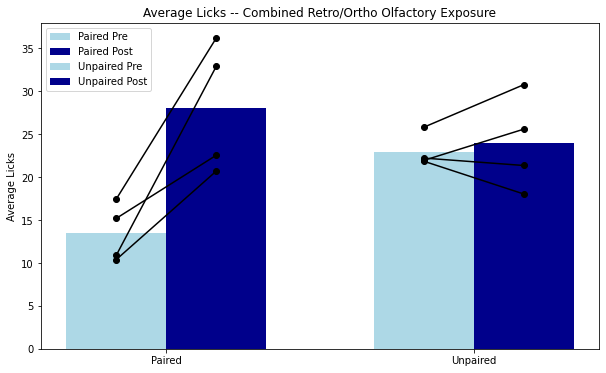 Average Licks -- Combined Retro/Ortho Olfactory Exposure
Paired Pre
Paired Post
Unpaired Pre
Unpaired Post
Average Licks
35
30
25
20
15
10
5
0
Paired
Unpaired